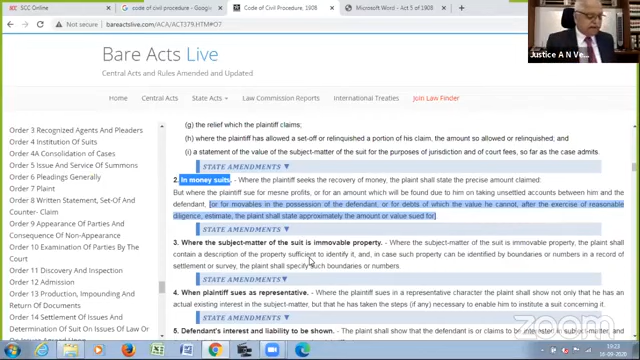 SCC Online
code of civil procedure - Google
Code of Civil Procedure, 1908
Microsoft Word - Act 5 of 1908
Not secure | bareactslive.com/ACA/ACT379.HTM#O7
Bare Acts Live
Central Acts and Rules Amended and Updated
Home Central Acts State Acts Law Commission Reports International Treaties Join Law Finder
Order 3 Recognized Agents and Pleaders
Order 4 Institution of Suits
Order 4A Consolidation of Cases
Order 5 Issue and Service of Summons
Order 6 Pleadings Generally
Order 7 Plaint
Order 8 Written Statement, Set-Of and
Counter- Claim
Order 9 Appearance of Parties and
Consequence of Non-Appearance
Order 10 Examination Of Parties By the
Court
Order 11 Discovery And Inspection
Order 12 Admission
Order 13 Production, Impounding And
Return Of Documents
Order 14 Settlement Of Issues And
Determination Of Suit On Issues Of Law Or
(g) the relief which the plaintiff claims;
(h) where the plaintiff has allowed a set-off or relinquished a portion of his claim, the amount so allowed or relinquished; and
(i) a statement of the value of the subject-matter of the suit for the purposes of jurisdiction and of court fees, so far as the case admits.
STATE AMENDMENTS ▼
2. In money suits. - Where the plaintiff seeks the recovery of money, the plaint shall state the precise amount claimed.
But where the plaintiff sue for mesne profits, or for an amount which will be found due to him on taking unsettled accounts between him and the
defendant, [or for movables in the possession of the defendant, or for debts of which the value he cannot, after the exercise of reasonable
diligence, estimate, the plaint shall state approximately the amount or value sued for]
STATE AMENDMENTS ▼
3. Where the subject-matter of the suit is immovable property. - Where the subject-matter of the suit is immovable property, the plaint shall
contain a description of the property sufficient to identify it, and, in case such property can be identified by boundaries or numbers in a record of
settlement or survey, the plaint shall specify such boundaries or numbers.
STATE AMENDMENTS ▼
4. When plaintiff sues as representative. - Where the plaintiff sues in a representative character the plaint shall show not only that he has an
actual existing interest in the subject-matter, but that he has taken the steps (if any) necessary to enable him to institute a suit concerning it.
STATE AMENDMENTS ▼
5. Defendant's interest and liability to be shown. - The plaint shall show that the defendant is or claims to be interested in subject-matter, and
Justice A N Ve
zoom
19:23
16-09-2020